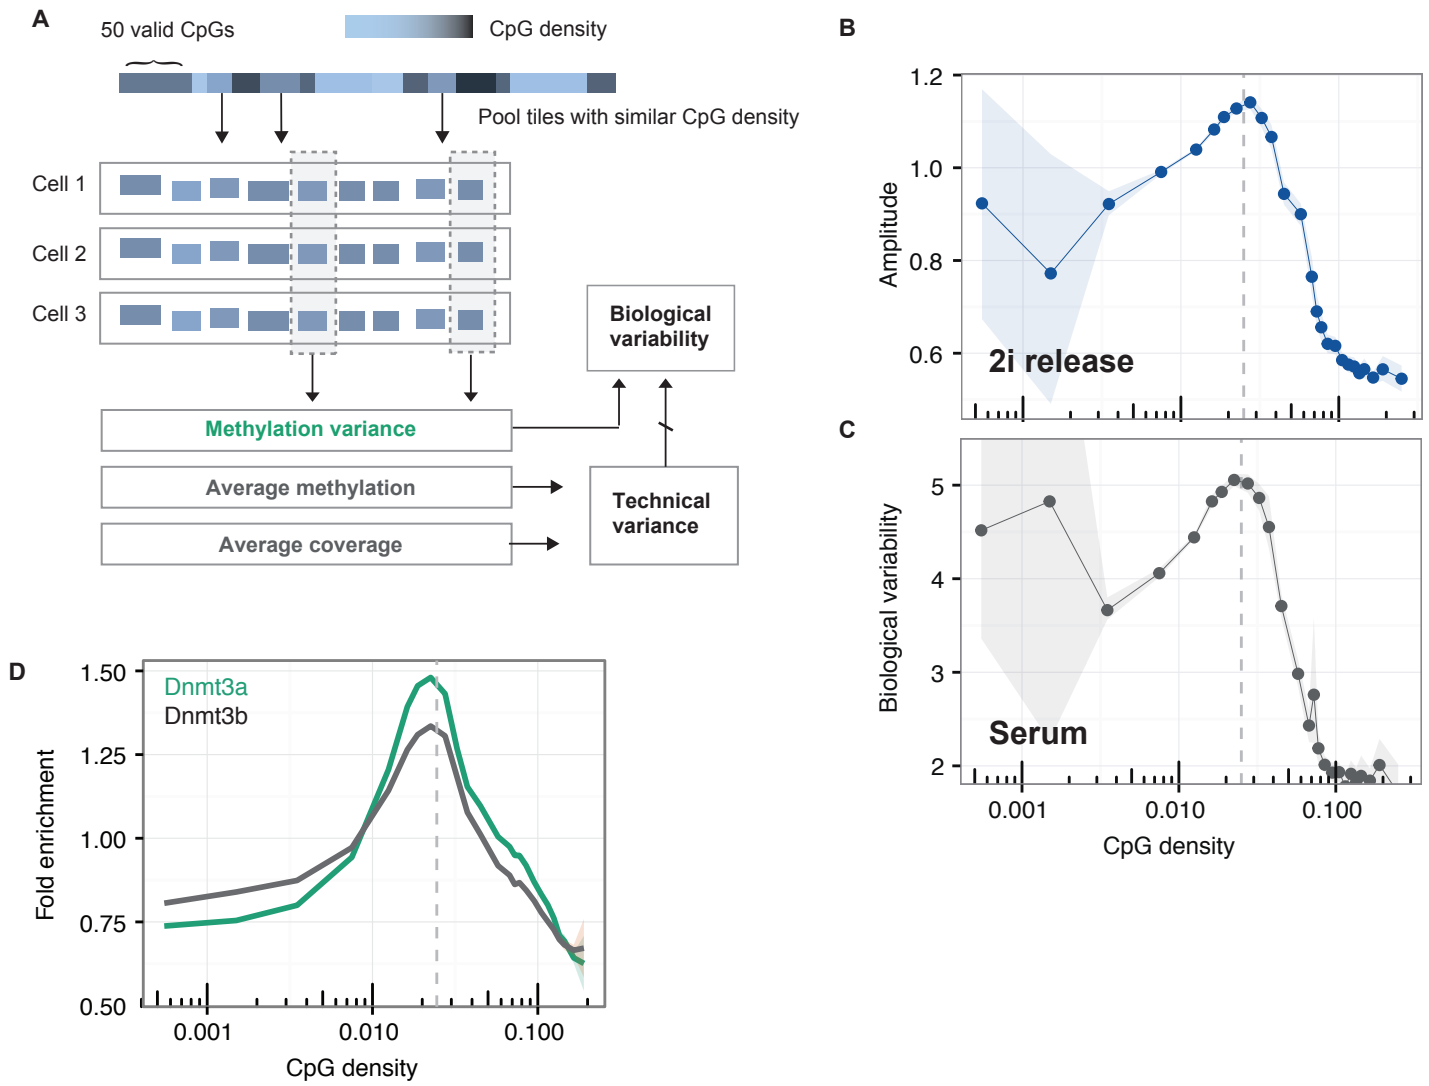 A
50 valid CpGs
CpG density
Pool tiles with similar CpG density
Cell 1
Cell 2
Cell 3
Biological
variability
Methylation variance
Average methylation
Average coverage
Technical
variance
B
1.2
1.0
0.8
0.6
Amplitude
2i release
C
5
4
3
2
Biological variability
Serum
0.001
0.010
0.100
CpG density
D
1.50
1.25
1.00
0.75
0.50
Fold enrichment
Dnmt3a
Dnmt3b
0.001
0.010
0.100
CpG density